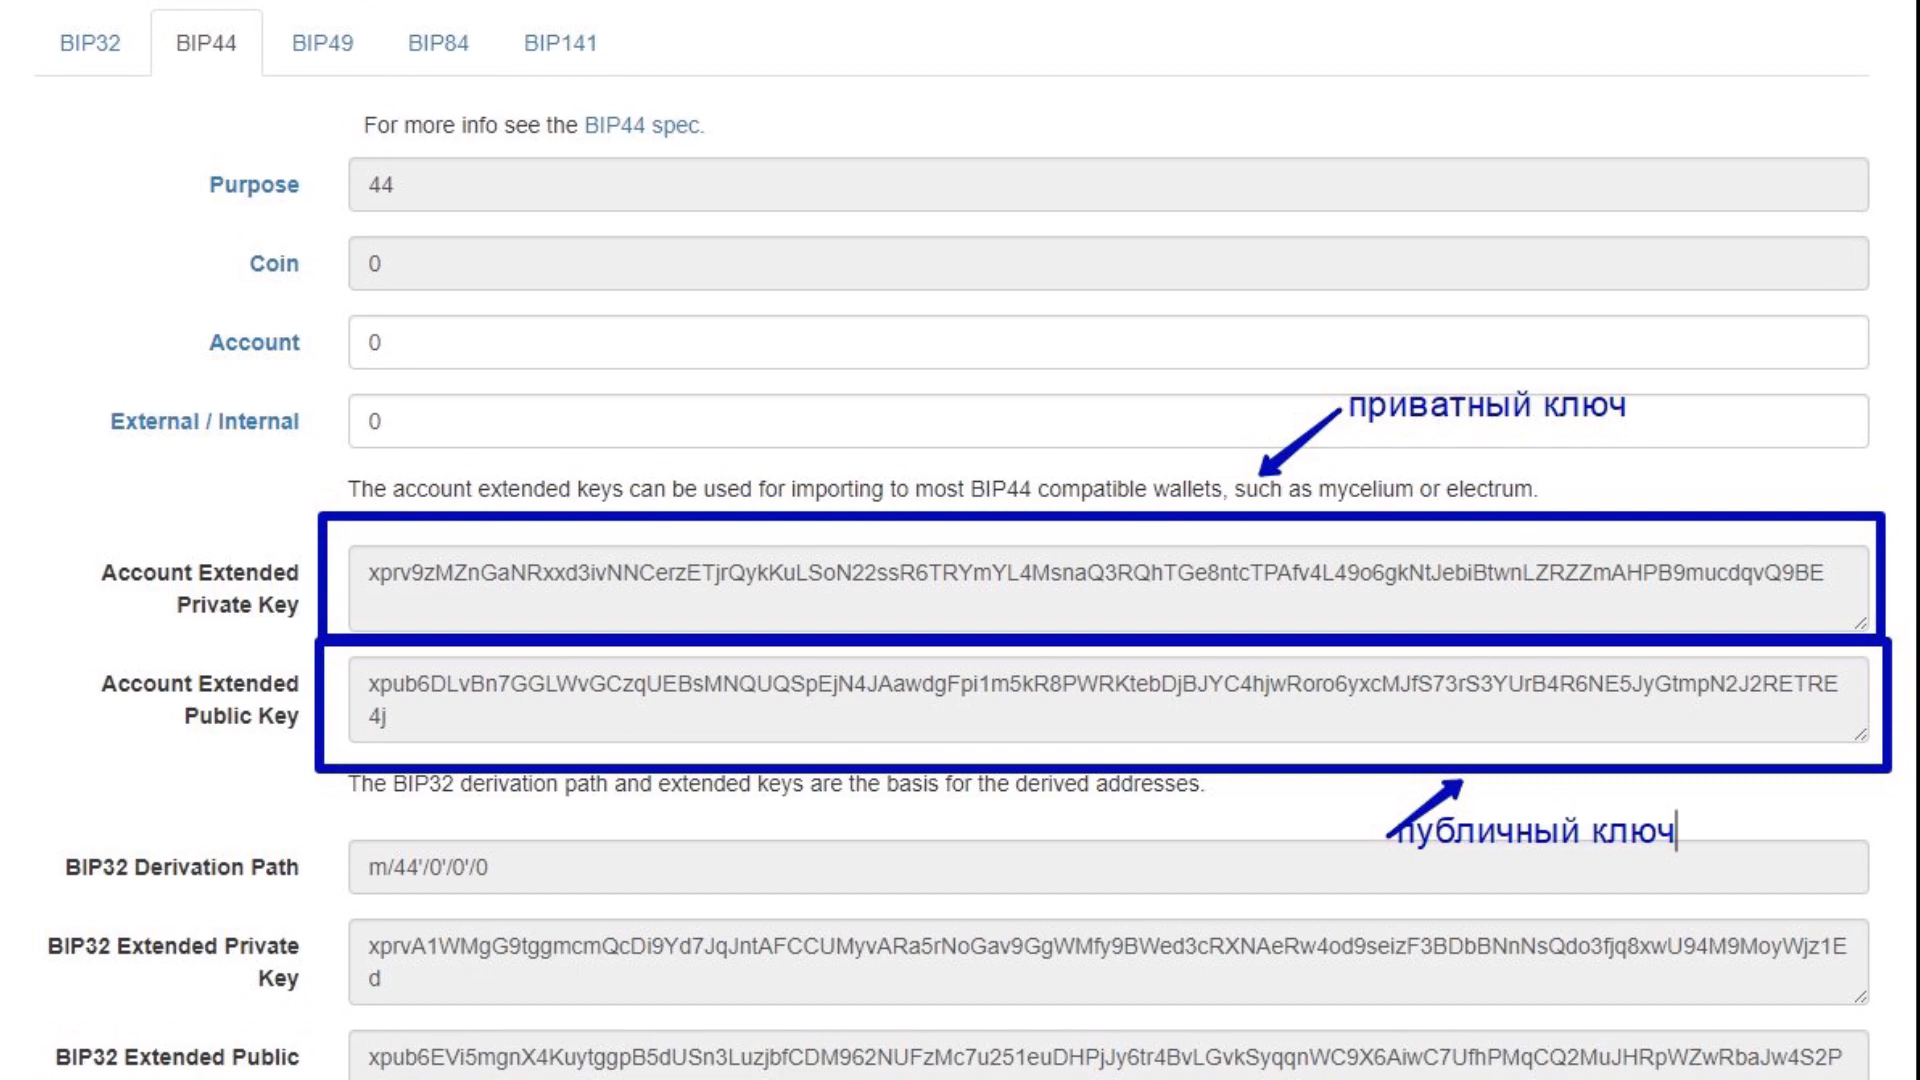 BIP32 BIP44 BIP49 BIP84 BIP141
For more info see the BIP44 spec.
Purpose 44
Coin 0
Account 0
приватный ключ
External / Internal 0
The account extended keys can be used for importing to most BIP44 compatible wallets, such as mycelium or electrum.
Account Extended Private Key
xprv9zMZnGaNRxxd3ivNNCerzETjrQykKuLSoN22ssR6TRYmYL4MsnaQ3RQhTGe8ntcTPAfv4L49o6gkNtJebiBtwnLZRZZmAHPB9mucdqvQ9BE
Account Extended Public Key
xpub6DLvBn7GGLWvGCzqUEBsMNQUQSpEjN4JAawdgFpi1m5kR8PWRKtebDjBJYC4hjwRoro6yxcMJfS73rS3YUrB4R6NE5JyGtmpN2J2RETRE
4j
The BIP32 derivation path and extended keys are the basis for the derived addresses.
публичный ключ
BIP32 Derivation Path m/44'/0'/0'/0
BIP32 Extended Private Key
xprvA1WMgG9tggmcmQcDi9Yd7JqJntAFCCUMyvARa5rNoGav9GgWMfy9BWed3cRXNAeRw4od9seizF3BDbBNnNsQdo3fjq8xwU94M9MoyWjz1E
d
BIP32 Extended Public
xpub6EVi5mgnX4KuytggpB5dUSn3LuzjbfCDM962NUFzMc7u251euDHPjJy6tr4BvLGvkSyqqnWC9X6AiwC7UfhPMqCQ2MuJHRpWZwRbaJw4S2P